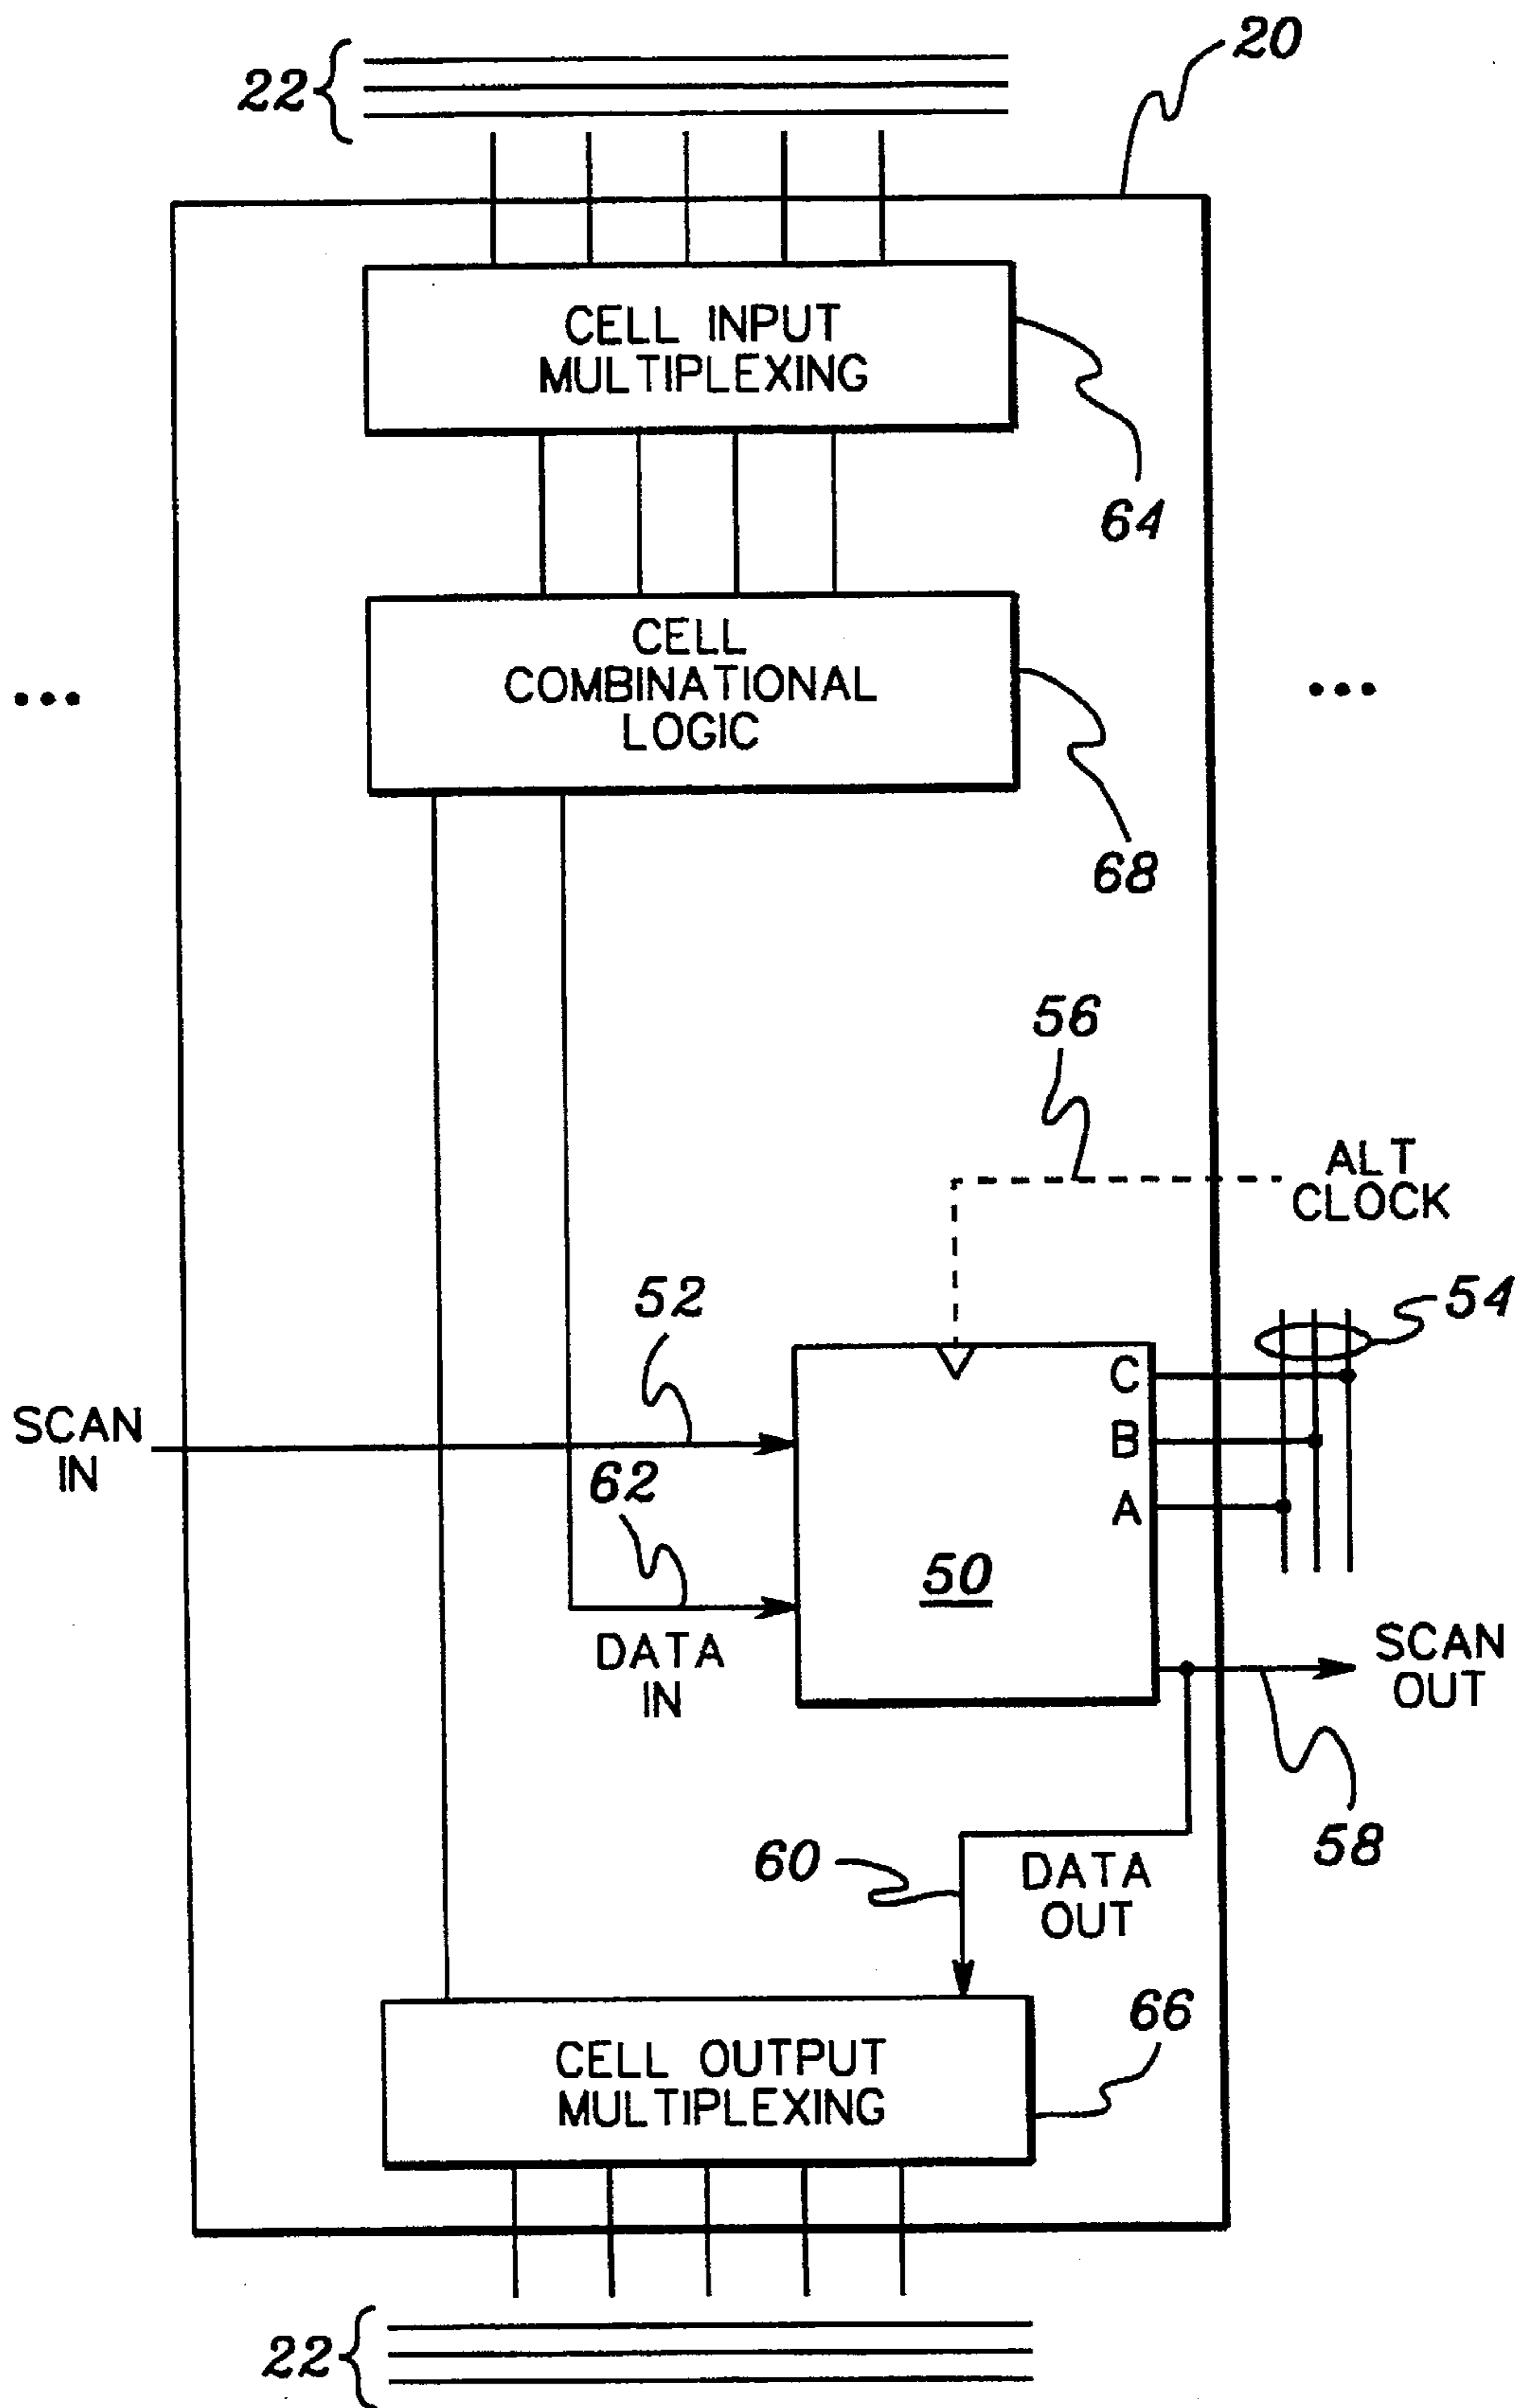 20
22
CELL INPUT
MULTIPLEXING
64
CELL
COMBINATIONAL
LOGIC
68
56
ALT
CLOCK
52
54
SCAN
IN
C
B
A
62
50
DATA
IN
SCAN
OUT
58
60
DATA
OUT
66
CELL OUTPUT
MULTIPLEXING
22